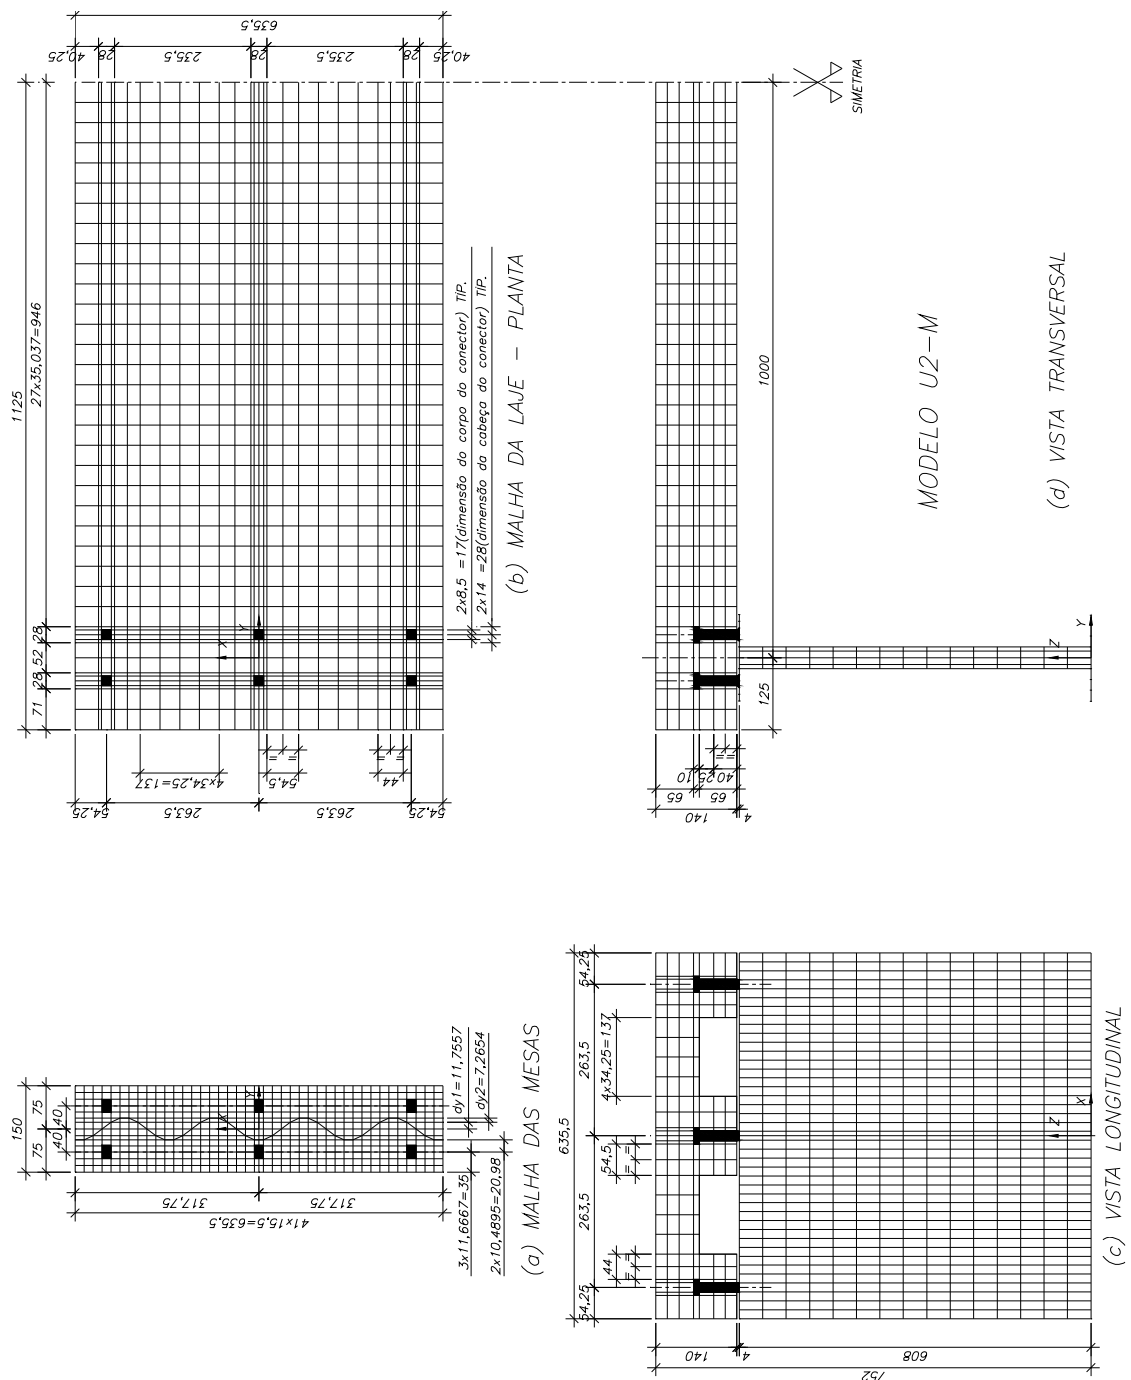 635,5
40,25
28
235,5
28
235,5
28
40,25
1125
27x35,037=946
71
28
52
28
X
Y
54,25
263,5
263,5
54,25
4x34,25=137
54,5
=
=
44
=
=
2x8,5 =17(dimensão do corpo do conector) TIP.
2x14 =28(dimensão da cabeça do conector) TIP.
(b) MALHA DA LAJE - PLANTA
SIMETRIA
1000
125
140
65
65
10
25
40
=
=
4
Z
Y
MODELO U2-M
(d) VISTA TRANSVERSAL
150
75
75
40
40
X
Y
317,75
317,75
41x15,5=635,5
dy1=11,7557
dy2=7,2654
3x11,6667=35
2x10,4895=20,98
(a) MALHA DAS MESAS
635,5
54,25
263,5
263,5
54,25
4x34,25=137
54,5
=
=
44
=
=
140
4
608
752
Z
X
(c) VISTA LONGITUDINAL